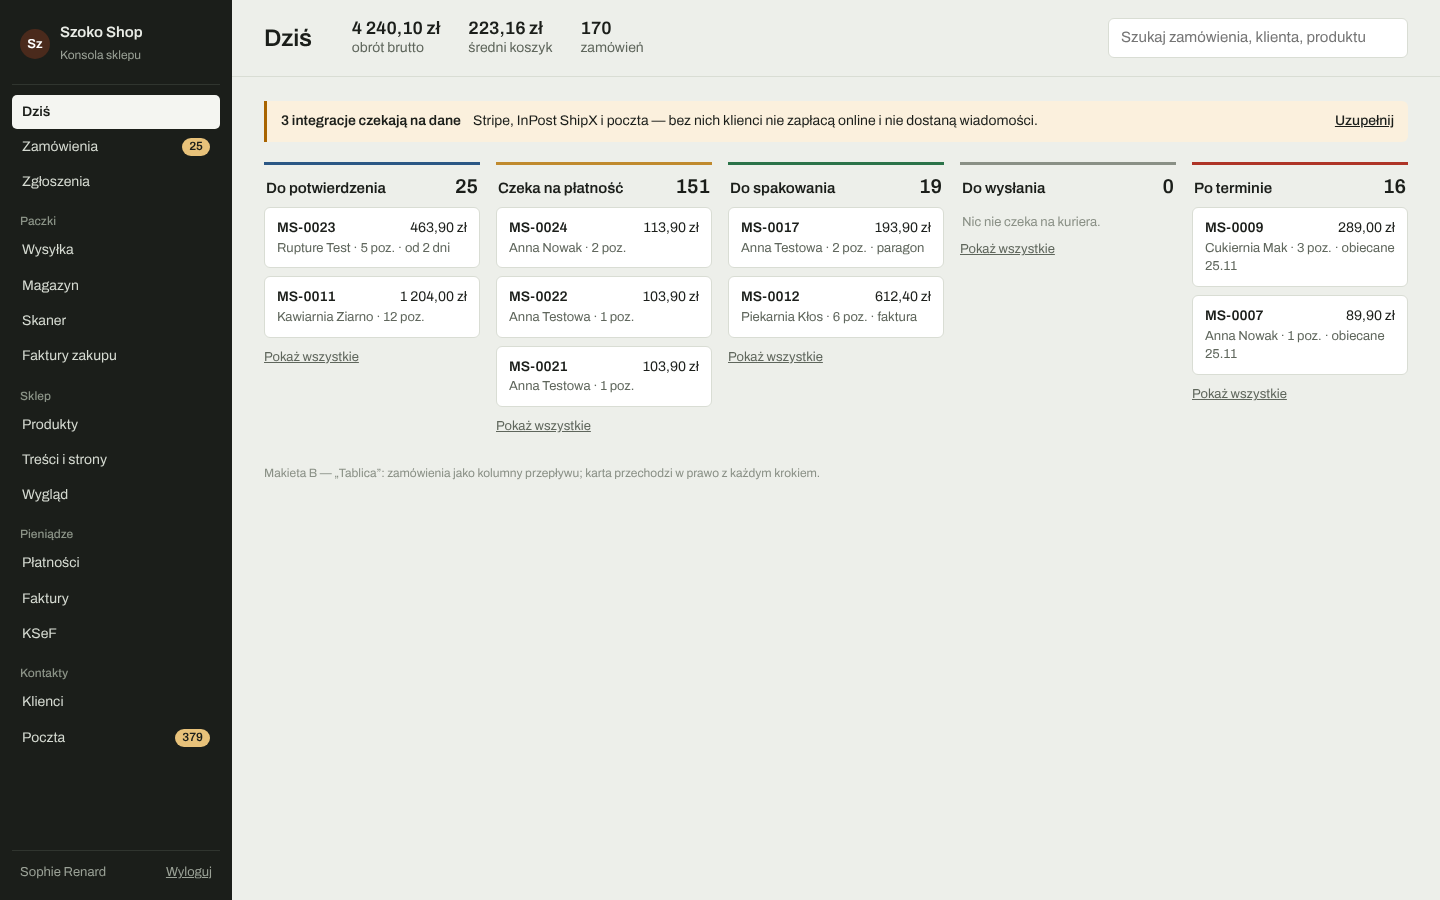 Sz
Szoko Shop
Konsola sklepu
Dziś
Zamówienia 25
Zgłoszenia
Paczki
Wysyłka
Magazyn
Skaner
Faktury zakupu
Sklep
Produkty
Treści i strony
Wygląd
Pieniądze
Płatności
Faktury
KSeF
Kontakty
Klienci
Poczta 379
Sophie Renard Wyloguj
Dziś
4 240,10 zł
obrót brutto
223,16 zł
średni koszyk
170
zamówień
Szukaj zamówienia, klienta, produktu
3 integracje czekają na dane Stripe, InPost ShipX i poczta — bez nich klienci nie zapłacą online i nie dostaną wiadomości. Uzupełnij
Do potwierdzenia 25
MS-0023 463,90 zł
Rupture Test · 5 poz. · od 2 dni
MS-0011 1 204,00 zł
Kawiarnia Ziarno · 12 poz.
Pokaż wszystkie
Czeka na płatność 151
MS-0024 113,90 zł
Anna Nowak · 2 poz.
MS-0022 103,90 zł
Anna Testowa · 1 poz.
MS-0021 103,90 zł
Anna Testowa · 1 poz.
Pokaż wszystkie
Do spakowania 19
MS-0017 193,90 zł
Anna Testowa · 2 poz. · paragon
MS-0012 612,40 zł
Piekarnia Kłos · 6 poz. · faktura
Pokaż wszystkie
Do wysłania 0
Nic nie czeka na kuriera.
Pokaż wszystkie
Po terminie 16
MS-0009 289,00 zł
Cukiernia Mak · 3 poz. · obiecane
25.11
MS-0007 89,90 zł
Anna Nowak · 1 poz. · obiecane
25.11
Pokaż wszystkie
Makieta B — „Tablica”: zamówienia jako kolumny przepływu; karta przechodzi w prawo z każdym krokiem.